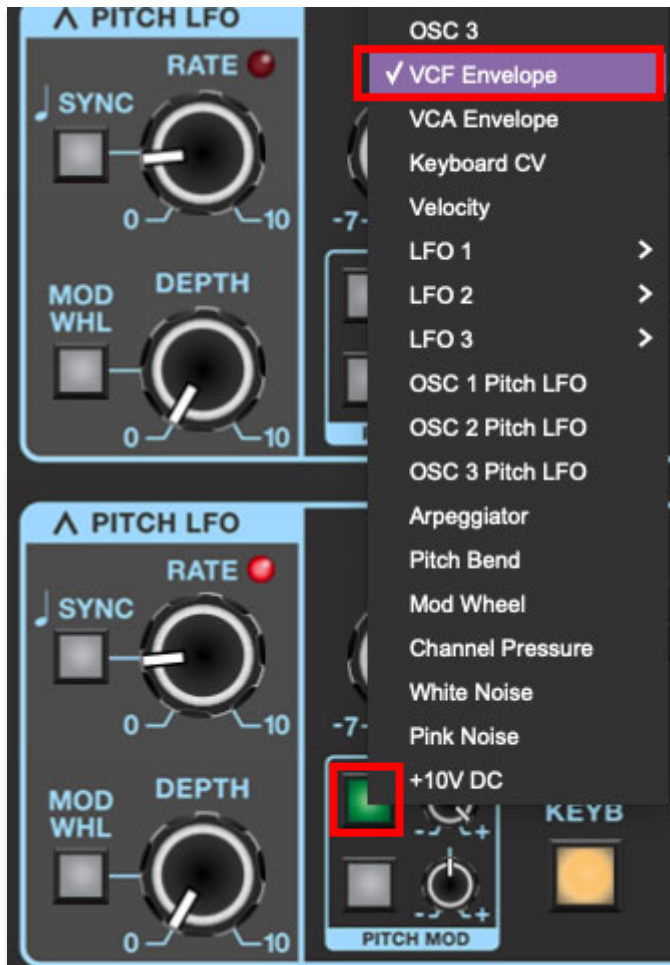 PITCH LFO
RATE
SYNC
0
10
MOD
WHL
DEPTH
0
10
-7-
OSC 3
✓ VCF Envelope
VCA Envelope
Keyboard CV
Velocity
LFO 1 >
LFO 2 >
LFO 3 >
OSC 1 Pitch LFO
OSC 2 Pitch LFO
OSC 3 Pitch LFO
Arpeggiator
Pitch Bend
Mod Wheel
Channel Pressure
White Noise
Pink Noise
+10V DC
PITCH LFO
RATE
SYNC
0
10
-7-
MOD
WHL
DEPTH
0
10
- +
- +
PITCH MOD
KEYB